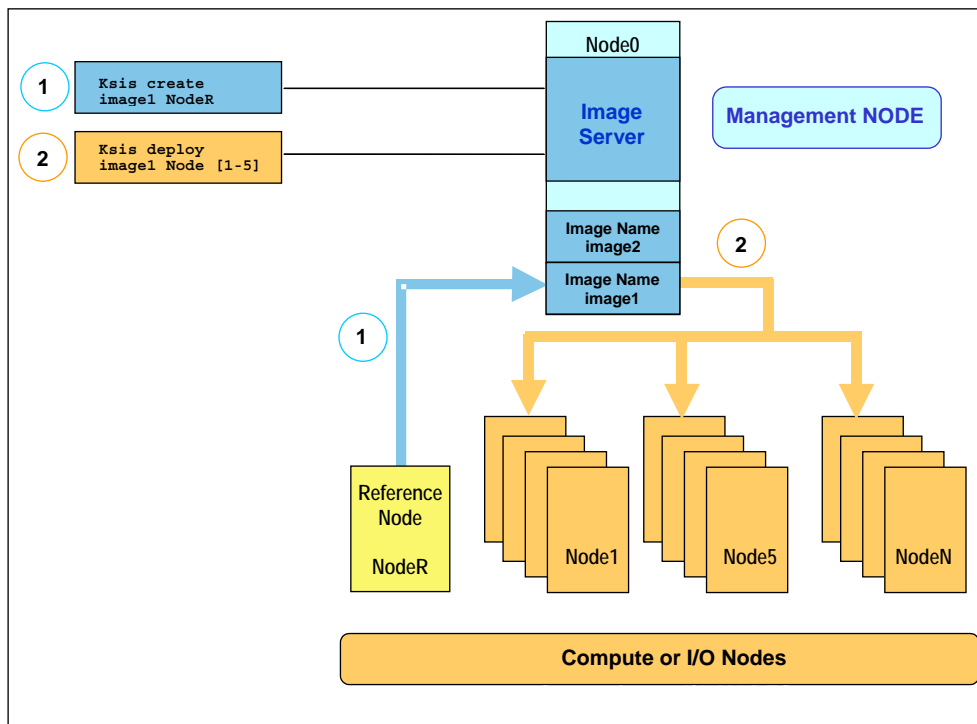 Node0
1
Ksis create
image1 NodeR
Image
Server
Management NODE
2
Ksis deploy
image1 Node [1-5]
Image Name
image2
2
Image Name
image1
1
Reference
Node
NodeR
Node1
Node5
NodeN
Compute or I/O Nodes